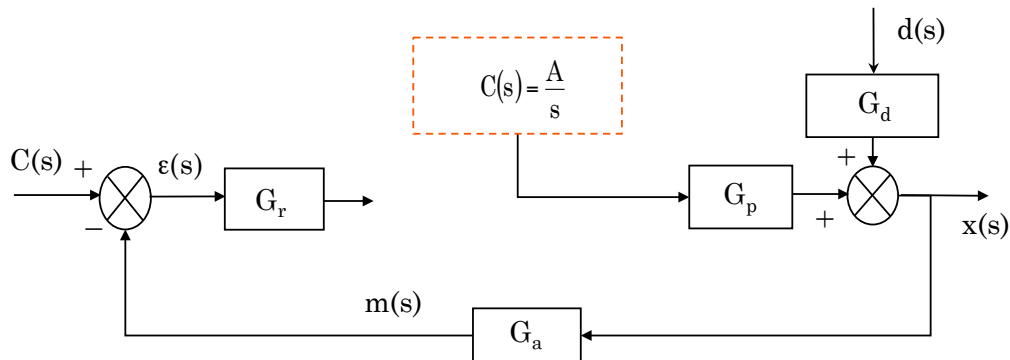 d(s)
C(s) = A/s
G_d
C(s)
+
ε(s)
+
G_r
G_p
−
+
x(s)
m(s)
G_a